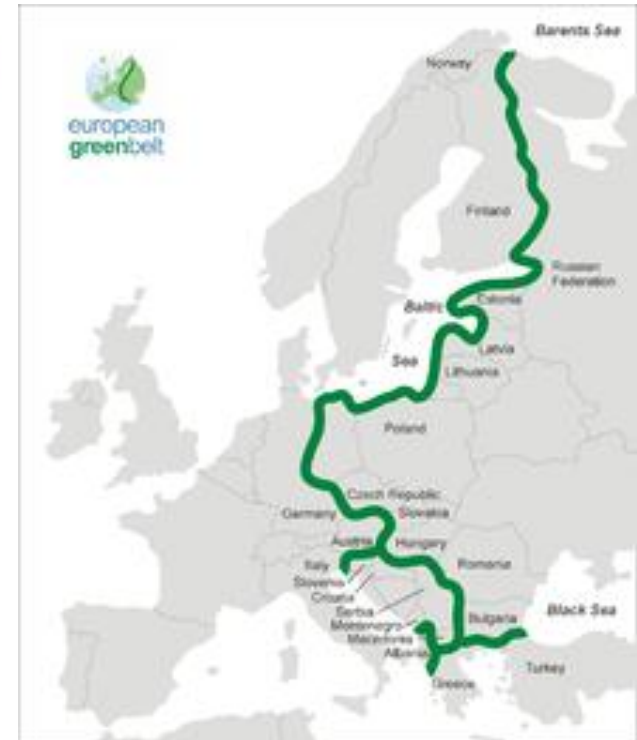 Barents Sea
Norway
european
greenbelt
Finland
Russian
Federation
Baltic
Estonia
Sea
Latvia
Lithuania
Poland
Czech Republic
Germany
Slovakia
Austria
Hungary
Italy
Romania
Slovenia
Croatia
Serbia
Black Sea
Montenegro
Bulgaria
Macedonia
Albania
Turkey
Greece